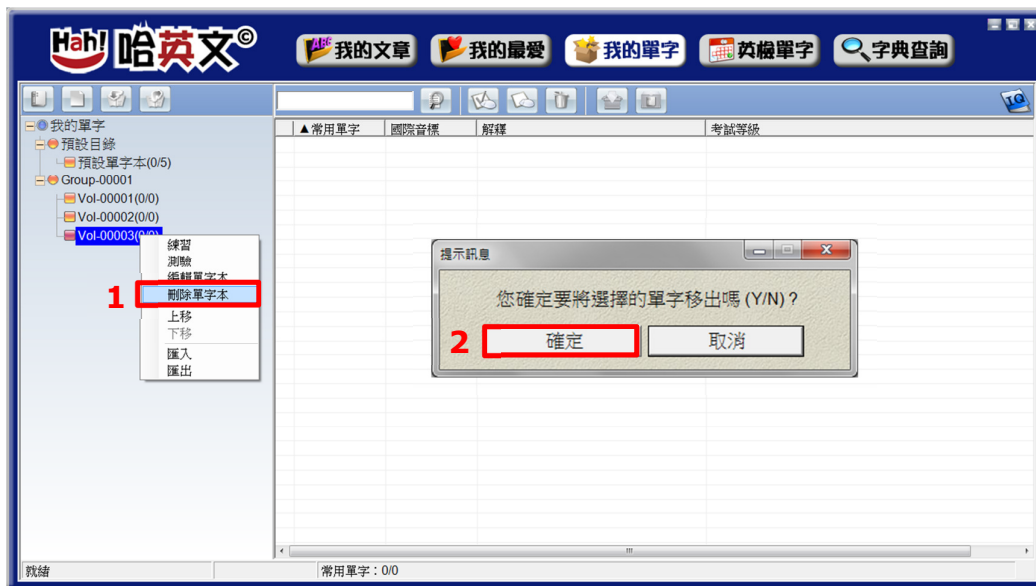 Hah! 哈英文©
ABC 我的文章 我的最愛 我的單字 英檢單字 字典查詢
IQ
我的單字
預設目錄
預設單字本(0/5)
Group-00001
Vol-00001(0/0)
Vol-00002(0/0)
Vol-00003(0/0)
▲常用單字 國際音標 解釋 考試等級
練習
測驗
編輯單字本
1 刪除單字本
上移
下移
匯入
匯出
提示訊息
您確定要將選擇的單字移出嗎 (Y/N)?
2 確定 取消
就緒 常用單字:0/0